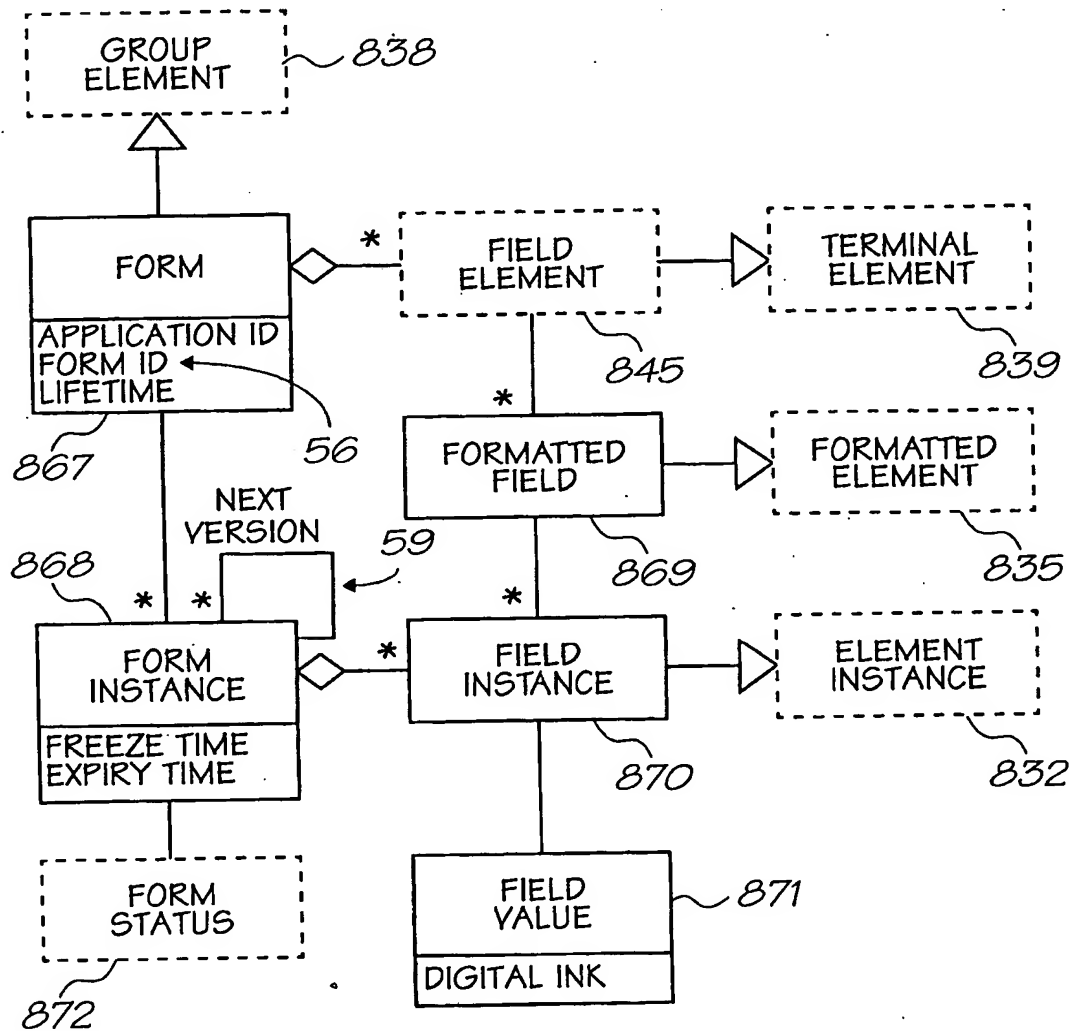 GROUP
ELEMENT
838
FORM
APPLICATION ID
FORM ID
LIFETIME
867
56
*
FIELD
ELEMENT
845
TERMINAL
ELEMENT
839
*
FORMATTED
FIELD
869
FORMATTED
ELEMENT
835
NEXT
VERSION
59
868
*
*
FORM
INSTANCE
FREEZE TIME
EXPIRY TIME
*
*
FIELD
INSTANCE
870
ELEMENT
INSTANCE
832
FORM
STATUS
872
FIELD
VALUE
DIGITAL INK
871